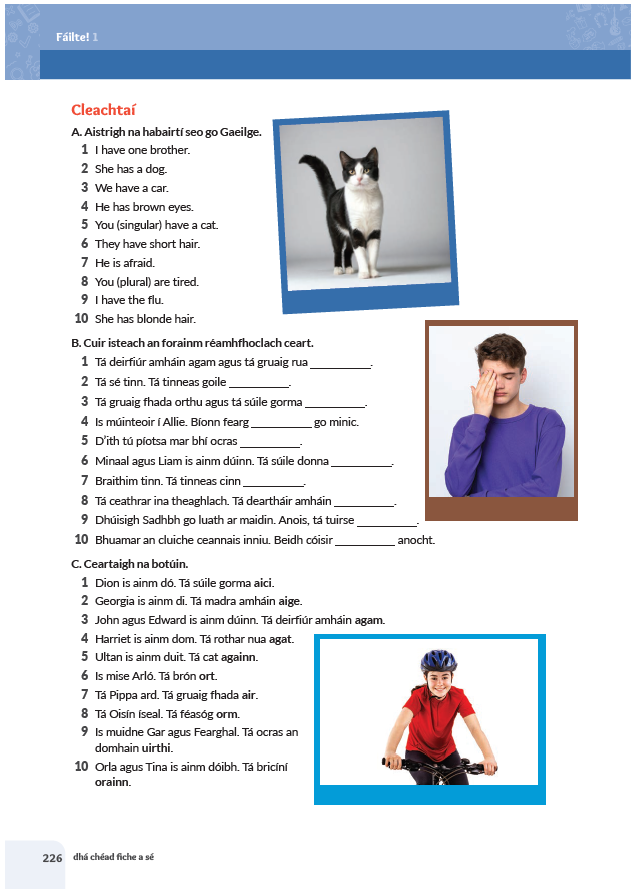 Fáilte! 1
Cleachtaí
A. Aistrigh na habairtí seo go Gaeilge.
1 I have one brother.
2 She has a dog.
3 We have a car.
4 He has brown eyes.
5 You (singular) have a cat.
6 They have short hair.
7 He is afraid.
8 You (plural) are tired.
9 I have the flu.
10 She has blonde hair.
B. Cuir isteach an forainm réamhfhoclach ceart.
1 Tá deirfiúr amháin agam agus tá gruaig rua __________.
2 Tá sé tinn. Tá tinneas goile __________.
3 Tá gruaig fhada orthu agus tá súile gorma __________.
4 Is múinteoir í Allie. Bíonn fearg __________ go minic.
5 D'ith tú píotsa mar bhí ocras __________.
6 Minaal agus Liam is ainm dúinn. Tá súile donna __________.
7 Braithim tinn. Tá tinneas cinn __________.
8 Tá ceathrar ina theaghlach. Tá deartháir amháin __________.
9 Dhúisigh Sadhbh go luath ar maidin. Anois, tá tuirse __________.
10 Bhuamar an cluiche ceannais inniu. Beidh cóisir __________ anocht.
C. Ceartaigh na botúin.
1 Dion is ainm dó. Tá súile gorma aici.
2 Georgia is ainm di. Tá madra amháin aige.
3 John agus Edward is ainm dúinn. Tá deirfiúr amháin agam.
4 Harriet is ainm dom. Tá rothar nua agat.
5 Ultan is ainm duit. Tá cat againn.
6 Is mise Arló. Tá brón ort.
7 Tá Pippa ard. Tá gruaig fhada air.
8 Tá Oisín íseal. Tá féasóg orm.
9 Is muidne Gar agus Fearghal. Tá ocras an
domhain uirthi.
10 Orla agus Tina is ainm dóibh. Tá bricíní
orainn.
226 dhá chéad fiche a sé